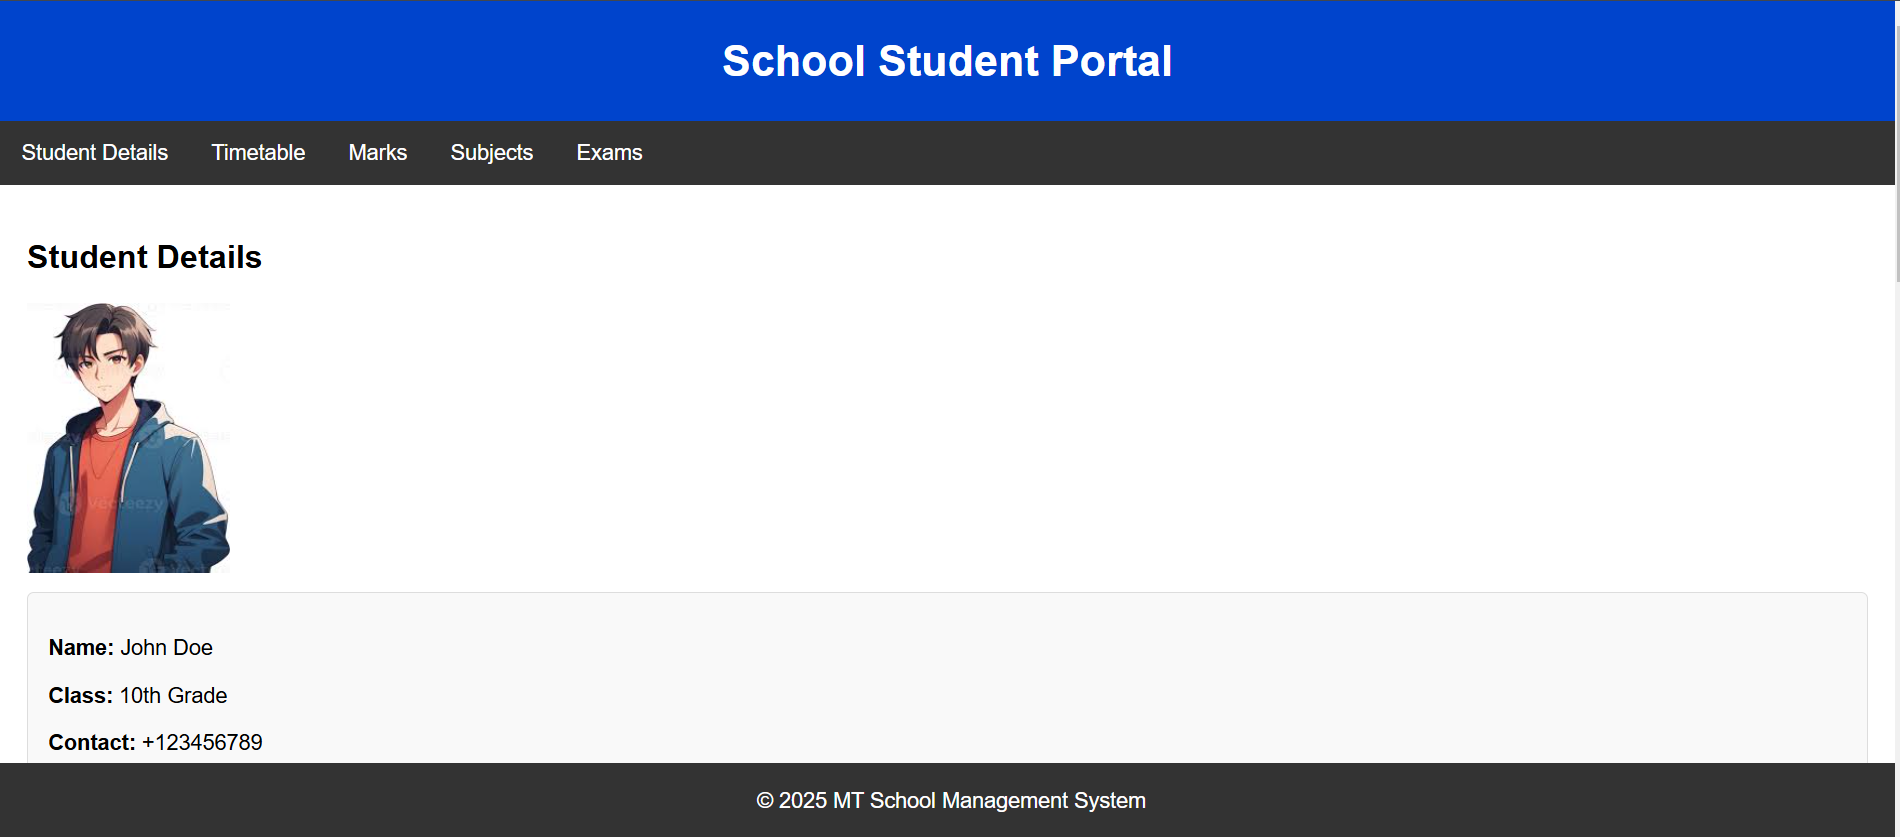 School Student Portal
Student Details
Timetable
Marks
Subjects
Exams
Student Details
vecteezy
Name: John Doe
Class: 10th Grade
Contact: +123456789
© 2025 MT School Management System